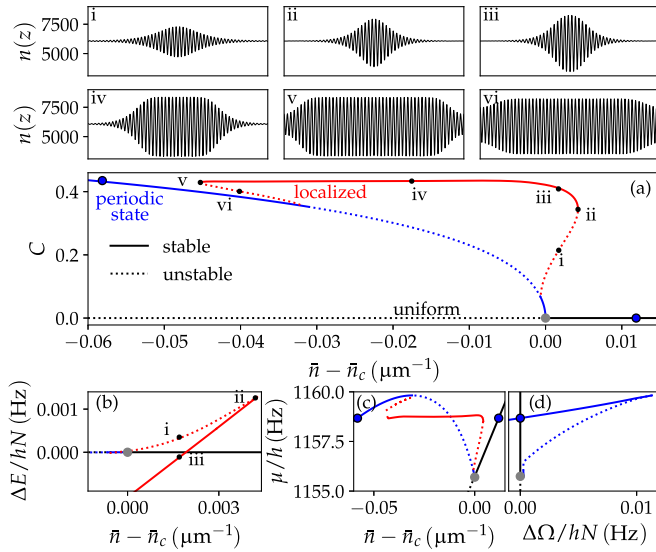 i
ii
iii
n(z)
7500
5000
iv
v
vi
n(z)
7500
5000
(a)
C
0.4
0.2
0.0
periodic
state
v
vi
localized
iv
iii
ii
i
stable
unstable
uniform
−0.06 −0.05 −0.04 −0.03 −0.02 −0.01 0.00 0.01
n̄ − n̄c (μm⁻¹)
(b)
ΔE/hN (Hz)
0.001
0.000
i
ii
iii
0.000 0.003
n̄ − n̄c (μm⁻¹)
(c)
μ/h (Hz)
1160.0
1157.5
1155.0
−0.05 0.00
n̄ − n̄c (μm⁻¹)
(d)
0.00 0.01
ΔΩ/hN (Hz)